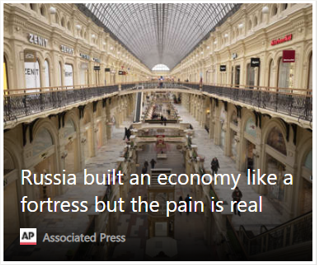 ZENIT
ZENIT
Russia built an economy like a
fortress but the pain is real
AP
Associated Press